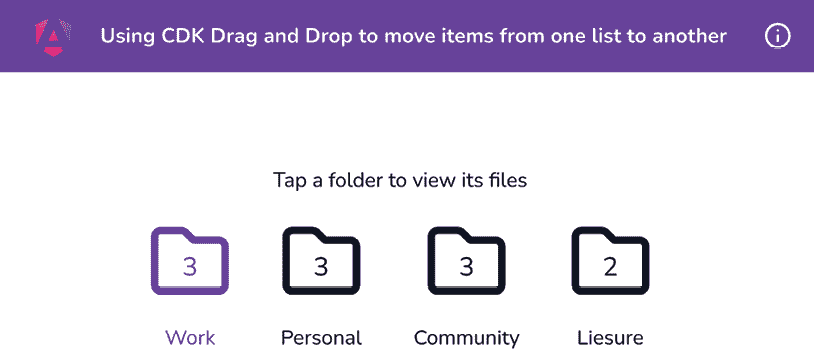 Using CDK Drag and Drop to move items from one list to another
Tap a folder to view its files
3 3 3 2
Work Personal Community Liesure